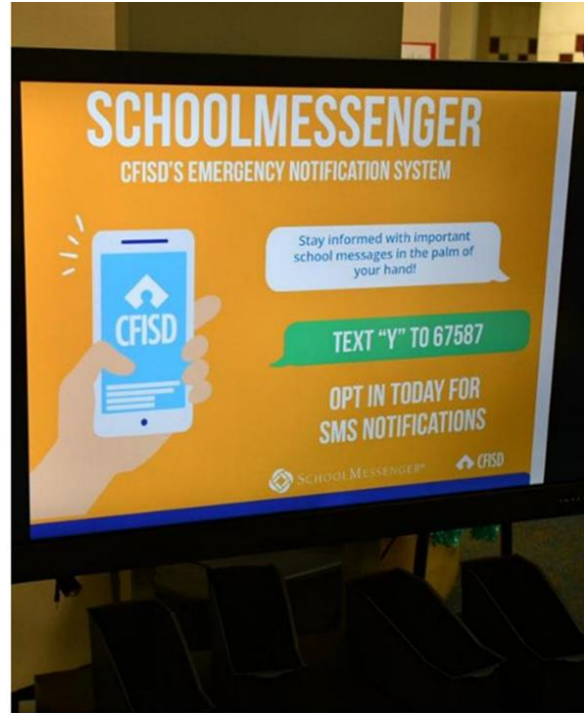 SCHOOLMESSENGER
CFISD'S EMERGENCY NOTIFICATION SYSTEM
Stay informed with important
school messages in the palm of
your hand!
CFISD
TEXT “Y” TO 67587
OPT IN TODAY FOR
SMS NOTIFICATIONS
SCHOOLMESSENGER®
CFISD